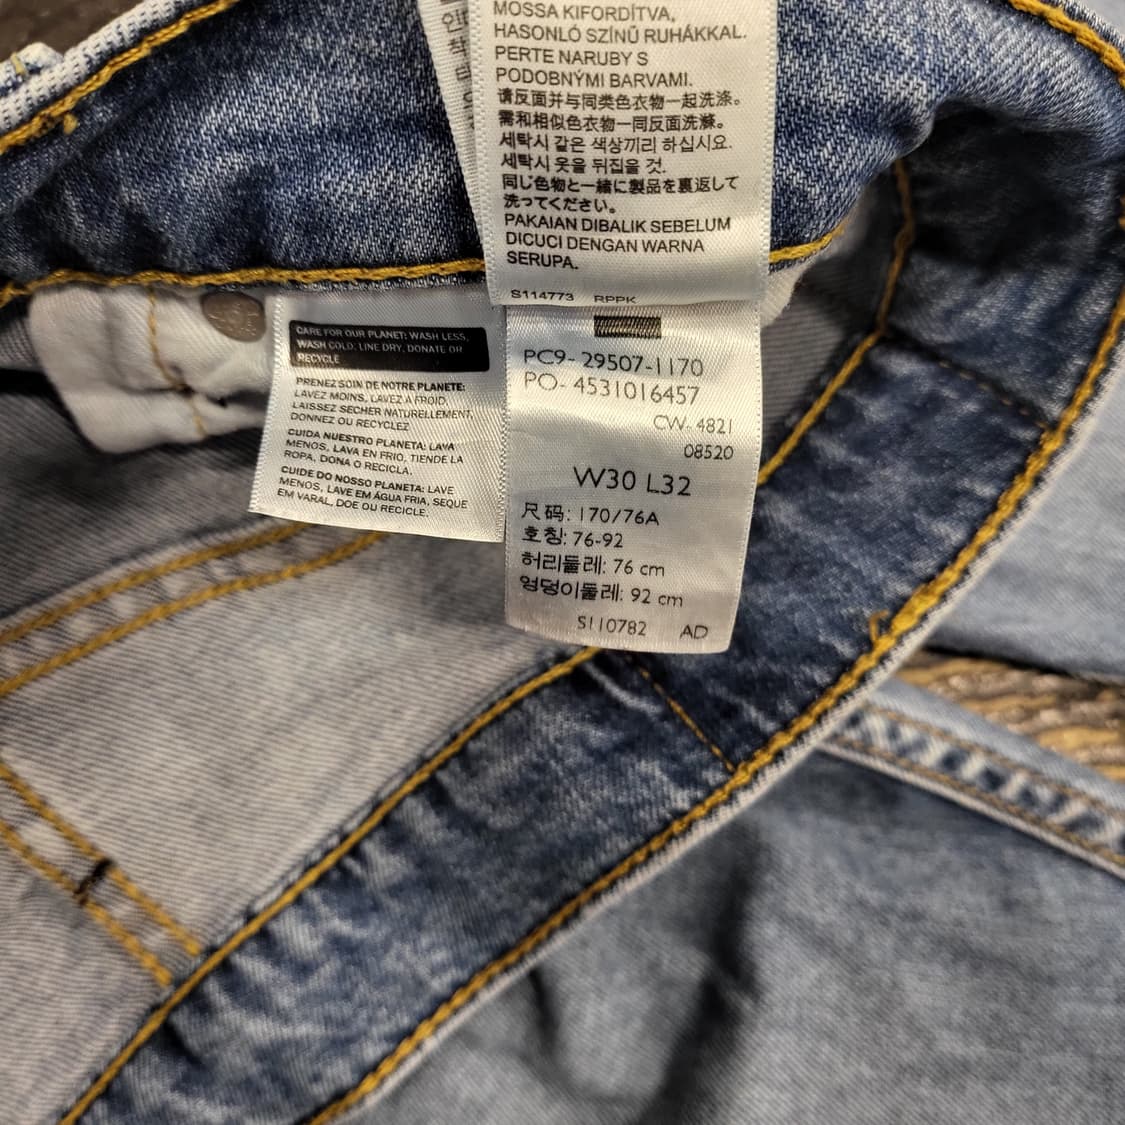 MOSSA KIFORDÍTVA,
HASONLÓ SZÍNŰ RUHÁKKAL.
PERTE NARUBY S
PODOBNÝMI BARVAMI.
请反面并与同类色衣物一起洗涤。
需和相似色衣物一同反面洗滌。
세탁시 같은 색상끼리 하십시요.
세탁시 옷을 뒤집을 것.
同じ色物と一緒に製品を裏返して
洗ってください。
PAKAIAN DIBALIK SEBELUM
DICUCI DENGAN WARNA
SERUPA.
S114773 RPPK
CARE FOR OUR PLANET: WASH LESS,
WASH COLD, LINE DRY, DONATE OR
RECYCLE
PRENEZ SOIN DE NOTRE PLANETE:
LAVEZ MOINS, LAVEZ A FROID,
LAISSEZ SECHER NATURELLEMENT,
DONNEZ OU RECYCLEZ
CUIDA NUESTRO PLANETA: LAVA
MENOS, LAVA EN FRIO, TIENDE LA
ROPA, DONA O RECICLA.
CUIDE DO NOSSO PLANETA: LAVE
MENOS, LAVE EM ÁGUA FRIA, SEQUE
EM VARAL, DOE OU RECICLE.
PC9-29507-1170
PO-4531016457
CW-4821
08520
W30 L32
尺码: 170/76A
호칭: 76-92
허리둘레: 76 cm
엉덩이둘레: 92 cm
S110782 AD